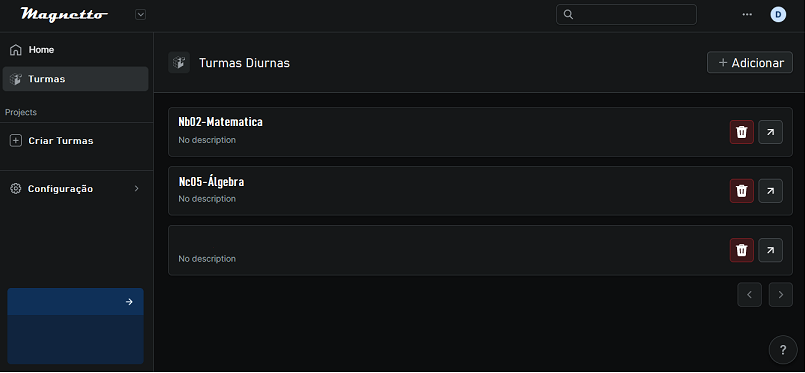 Magnetto
D
Home
Turmas
Projects
Criar Turmas
Configuração
Turmas Diurnas
+ Adicionar
Nb02-Matematica
No description
Nc05-Álgebra
No description
No description
?